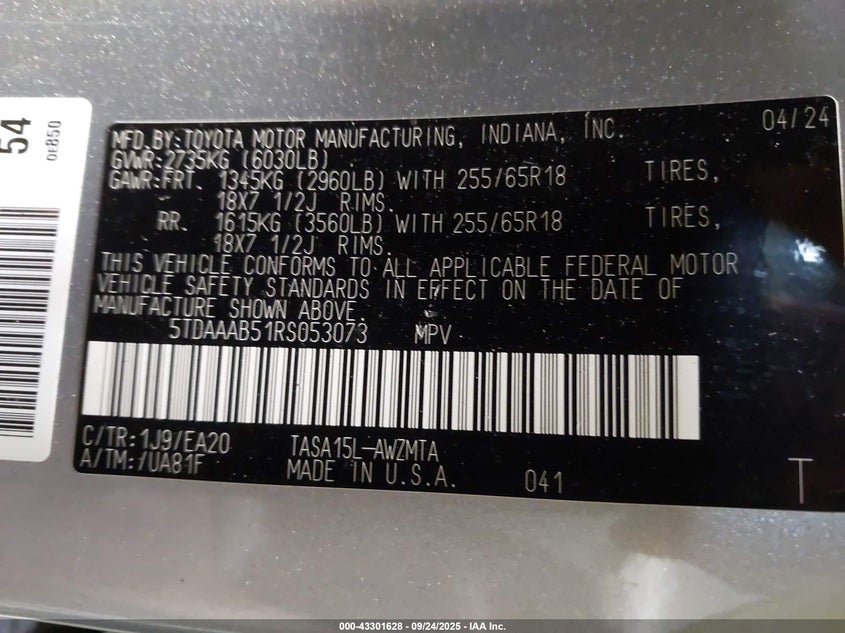 54
0E850
MFD.BY:TOYOTA MOTOR MANUFACTURING, INDIANA, INC. 04/24
GVWR:2735KG (6030LB)
GAWR:FRT. 1345KG (2960LB) WITH 255/65R18 TIRES,
18X7 1/2J RIMS.
RR. 1615KG (3560LB) WITH 255/65R18 TIRES,
18X7 1/2J RIMS.
THIS VEHICLE CONFORMS TO ALL APPLICABLE FEDERAL MOTOR
VEHICLE SAFETY STANDARDS IN EFFECT ON THE DATE OF
MANUFACTURE SHOWN ABOVE.
5TDAAAB51RS053073 MPV
C/TR:1J9/EA20 TASA15L-AWZMTA
A/TM:/UA81F MADE IN U.S.A. 041 T
000-43301628 - 09/24/2025 - IAA Inc.